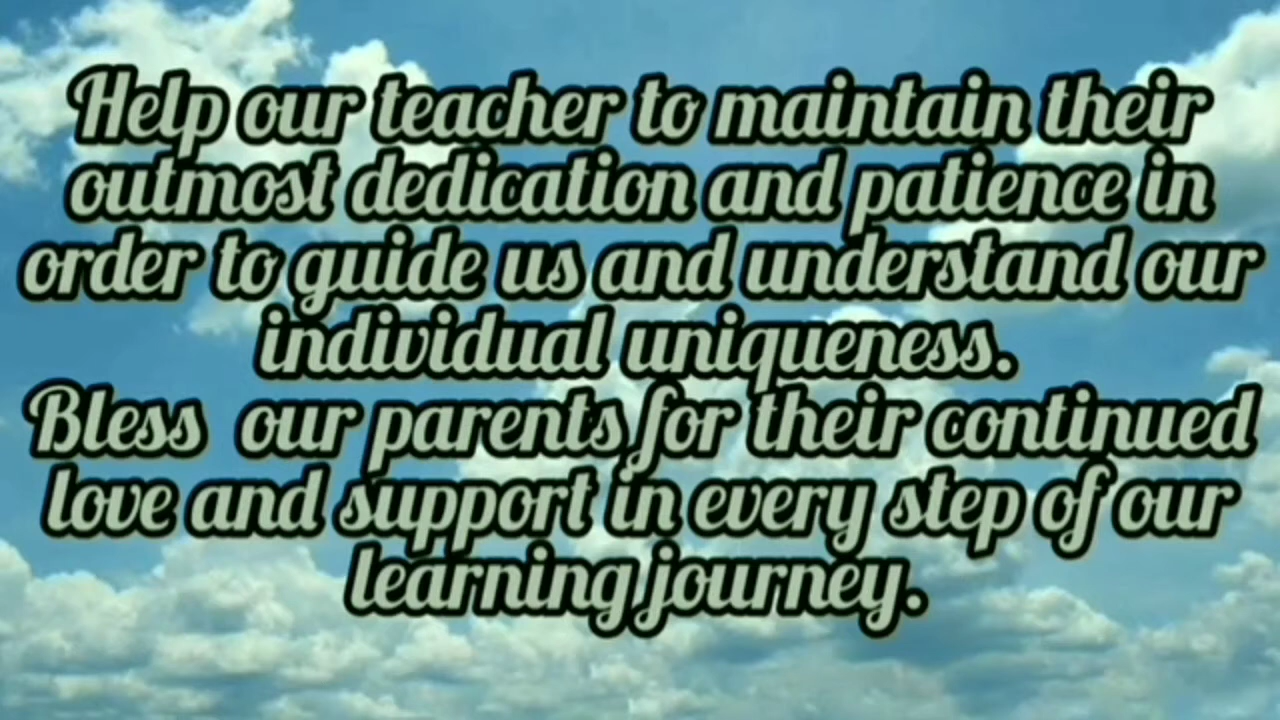 Help our teacher to maintain their
outmost dedication and patience in
order to guide us and understand our
individual uniqueness.
Bless our parents for their continued
love and support in every step of our
learning journey.